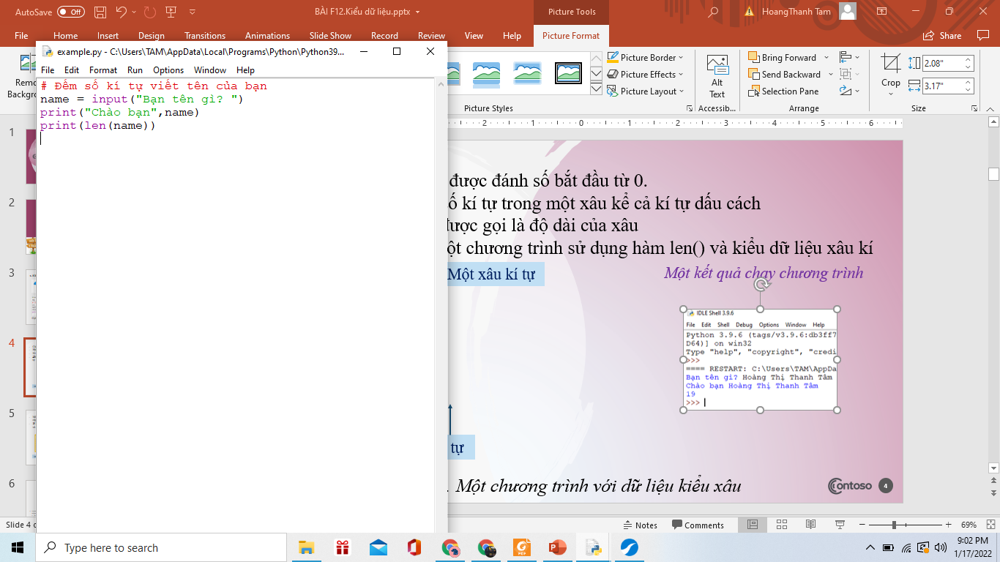 AutoSave Off
BÀI F12.Kiểu dữ liệu.pptx
Picture Tools
HoangThanh Tam
File Home Insert Design Transitions Animations Slide Show Record Review View Help Picture Format
Share
example.py - C:\Users\TAM\AppData\Local\Programs\Python\Python39...
File Edit Format Run Options Window Help
# Đếm số kí tự viết tên của bạn
name = input("Bạn tên gì? ")
print("Chào bạn",name)
print(len(name))
Picture Border
Picture Effects
Picture Layout
Picture Styles
Alt
Text
Accessib...
Bring Forward
Send Backward
Selection Pane
Arrange
Crop
2.08"
3.17"
Size
2 1 0 1 2 3 4 5 6
1
2
3
4
5
6
được đánh số bắt đầu từ 0.
kí tự trong một xâu kể cả kí tự dấu cách
được gọi là độ dài của xâu
chương trình sử dụng hàm len() và kiểu dữ liệu xâu kí
Một xâu kí tự
Một kết quả chạy chương trình
IDLE Shell 3.9.6
File Edit Shell Debug Options Window Help
Python 3.9.6 (tags/v3.9.6:db3ff7
D64)] on win32
Type "help", "copyright", "credi
>>>
==== RESTART: C:\Users\TAM\AppDa
Bạn tên gì? Hoàng Thị Thanh Tâm
Chào bạn Hoàng Thị Thanh Tâm
19
>>>
tự
. Một chương trình với dữ liệu kiểu xâu
Contoso 4
Slide 4
Notes
Comments
69%
Type here to search
9:02 PM
1/17/2022